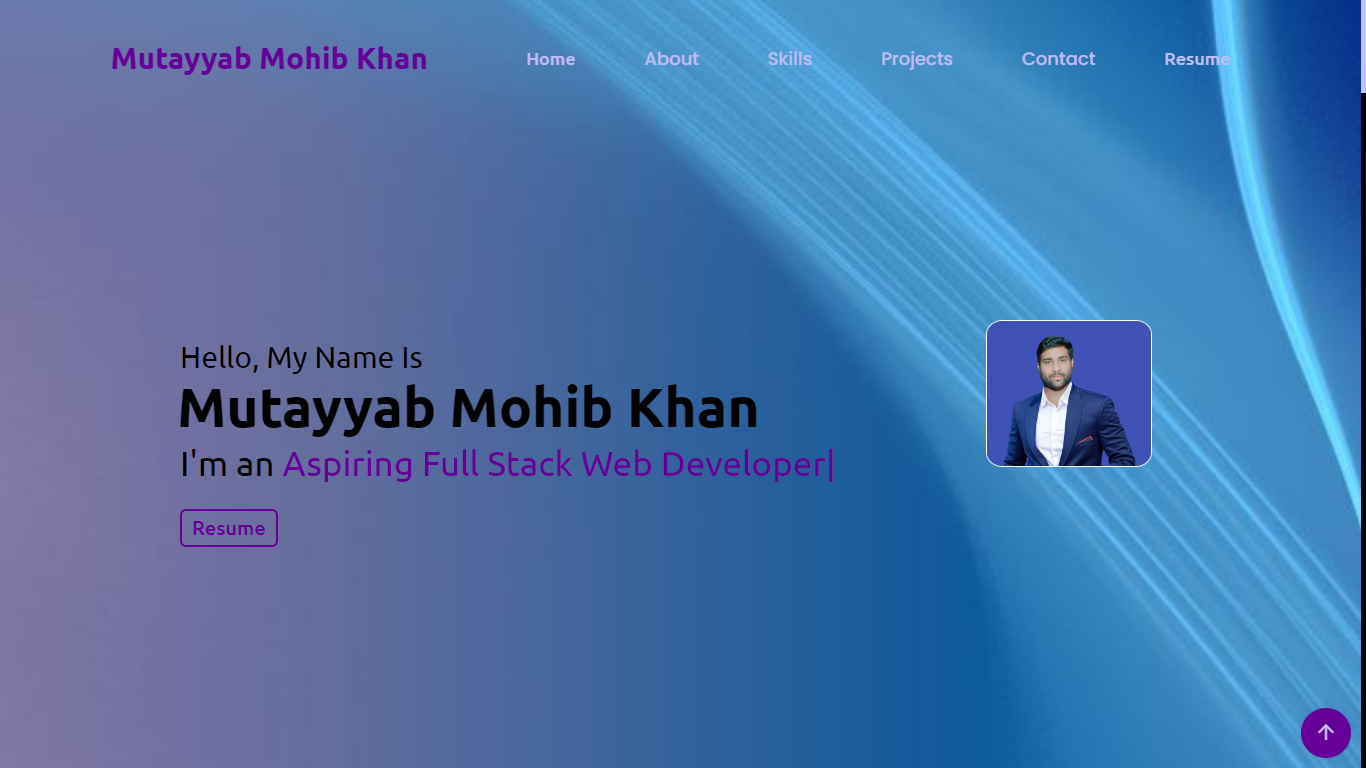 Mutayyab Mohib Khan
Home About Skills Projects Contact Resume
Hello, My Name Is
Mutayyab Mohib Khan
I'm an Aspiring Full Stack Web Developer|
Resume